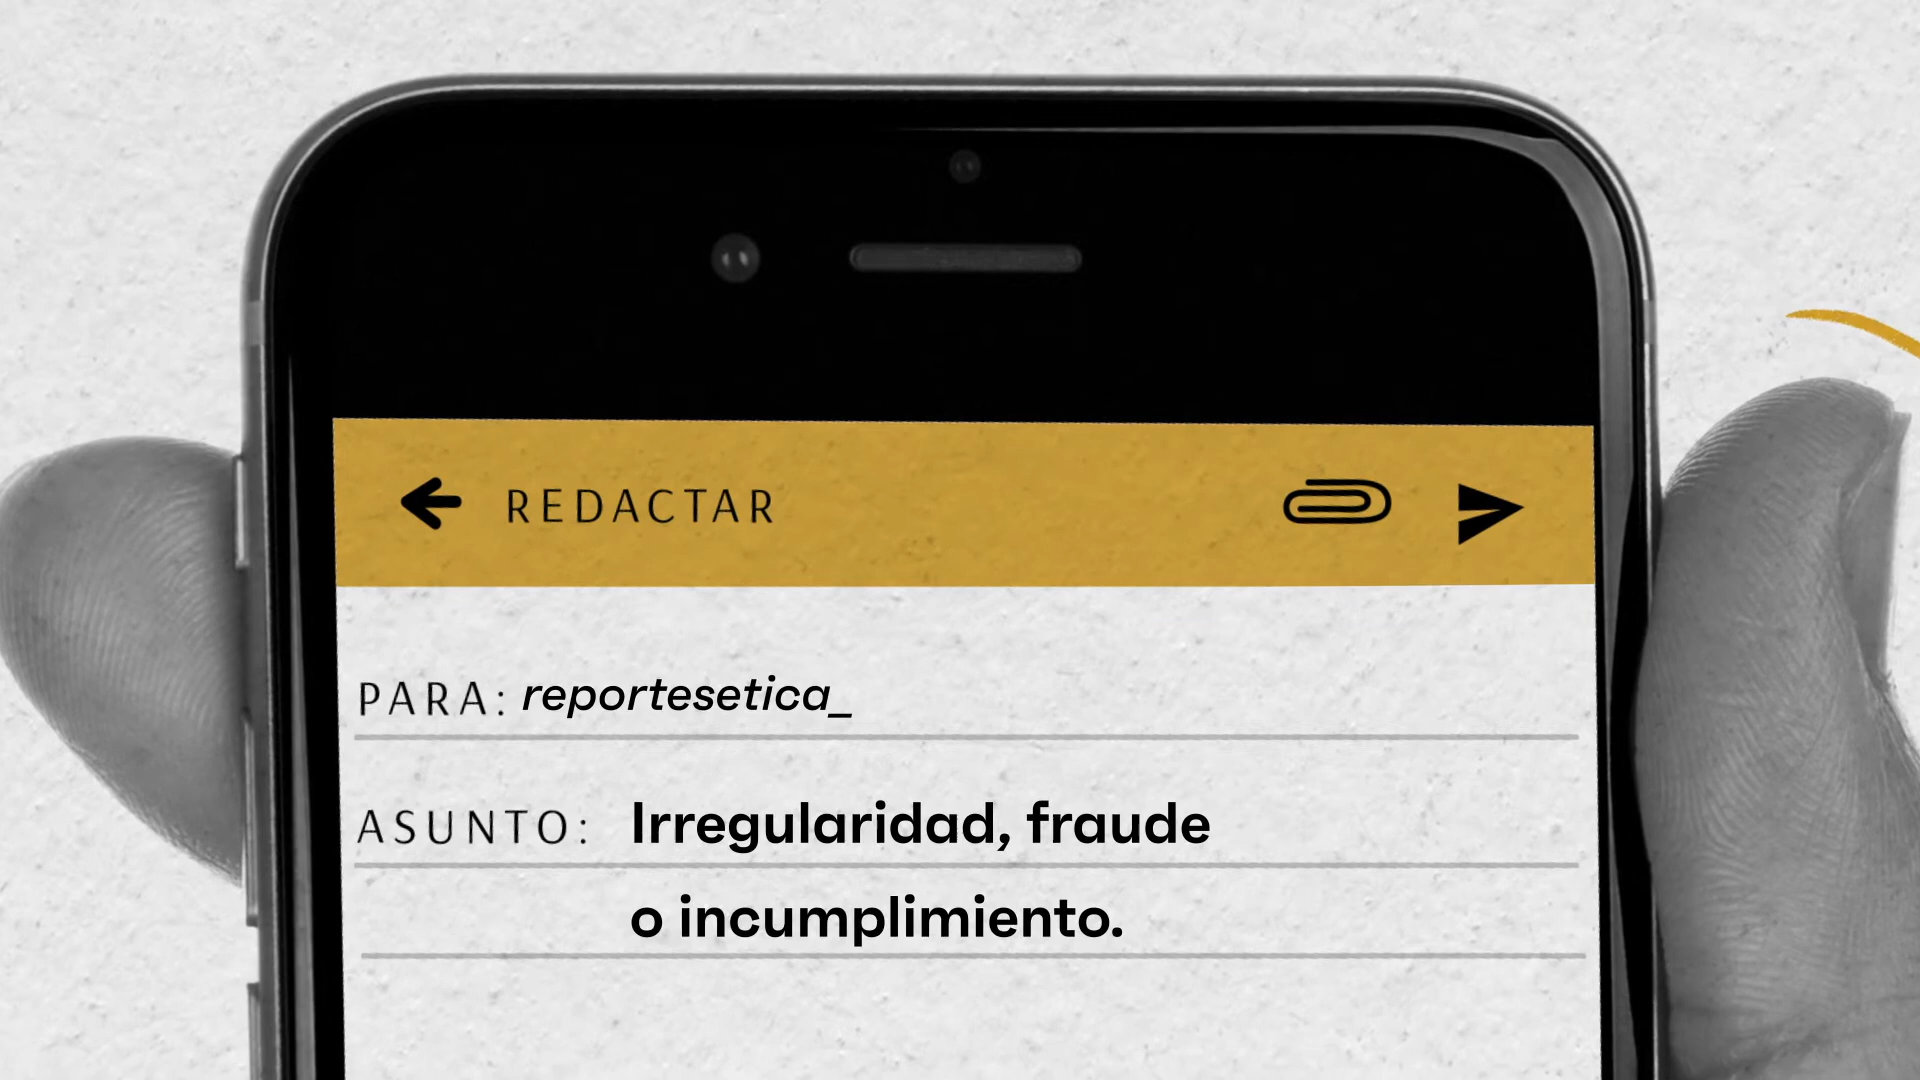 REDACTAR
PARA: reportesetica_
ASUNTO: Irregularidad, fraude
o incumplimiento.